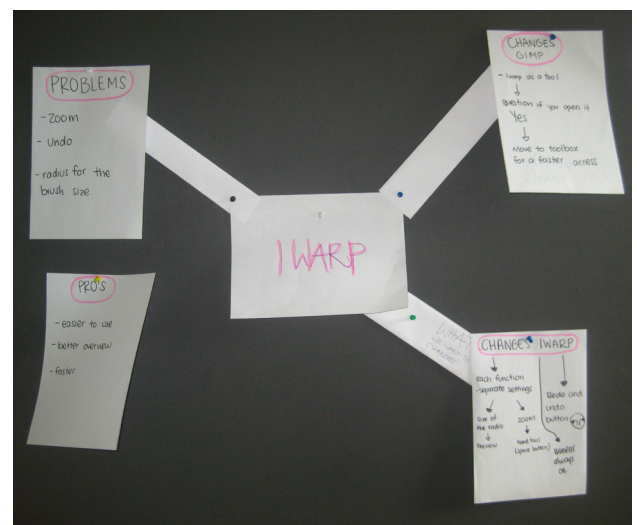 PROBLEMS
- Zoom
- Undo
- radius for the
brush size
PRO'S
- easier to use
- better overview
- faster
IWARP
CHANGES
GIMP
- Iwarp as a tool
Question if you open it
Yes
Move to toolbox
for a faster access
WHAT
CHANGES IWARP
each function
- separate settings
size of
the radio
preview
zoom
hand tool
(space button)
Redo and
undo
button
always
on